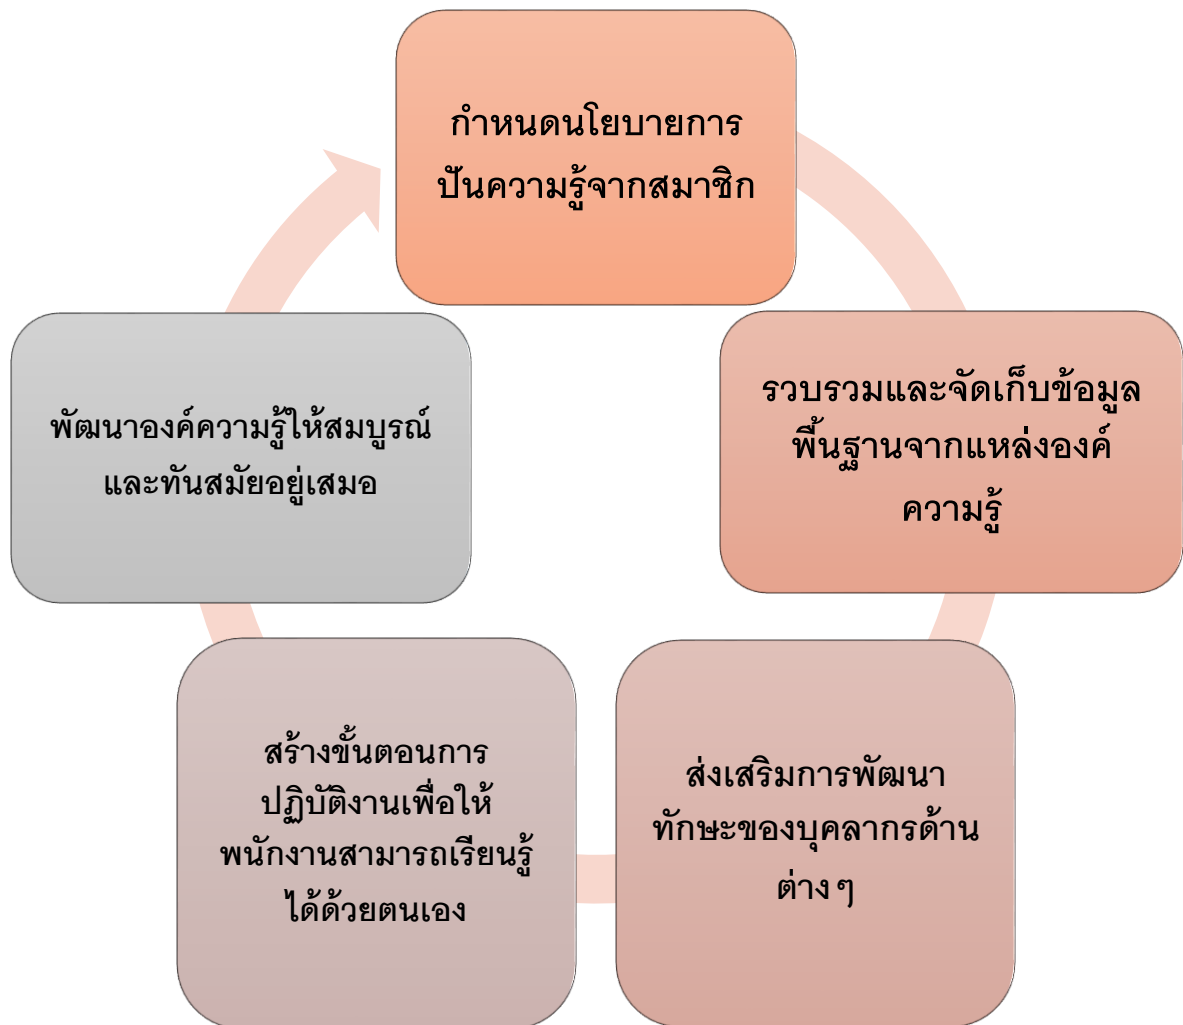 กำหนดนโยบายการ
ปันความรู้จากสมาชิก
รวบรวมและจัดเก็บข้อมูล
พื้นฐานจากแหล่งองค์
ความรู้
ส่งเสริมการพัฒนา
ทักษะของบุคลากรด้าน
ต่าง ๆ
สร้างขั้นตอนการ
ปฏิบัติงานเพื่อให้
พนักงานสามารถเรียนรู้
ได้ด้วยตนเอง
พัฒนาองค์ความรู้ให้สมบูรณ์
และทันสมัยอยู่เสมอ